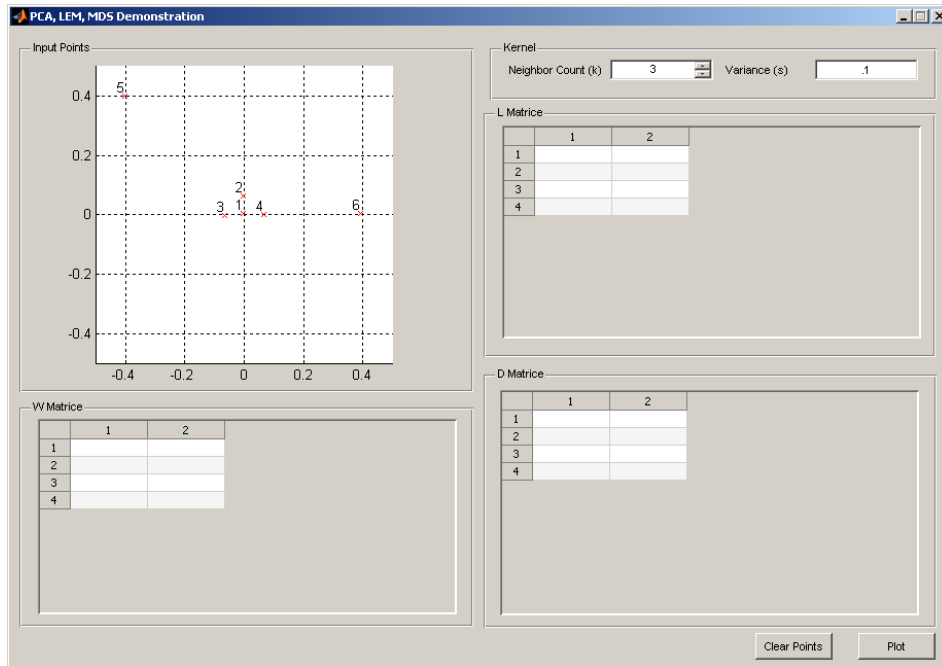 PCA, LEM, MDS Demonstration
Input Points
0.4
0.2
0
-0.2
-0.4
-0.4 -0.2 0 0.2 0.4
5
2
3 1 4 6
Kernel
Neighbor Count (k) 3 Variance (s) .1
L Matrice
1 2
1
2
3
4
W Matrice
1 2
1
2
3
4
D Matrice
1 2
1
2
3
4
Clear Points Plot